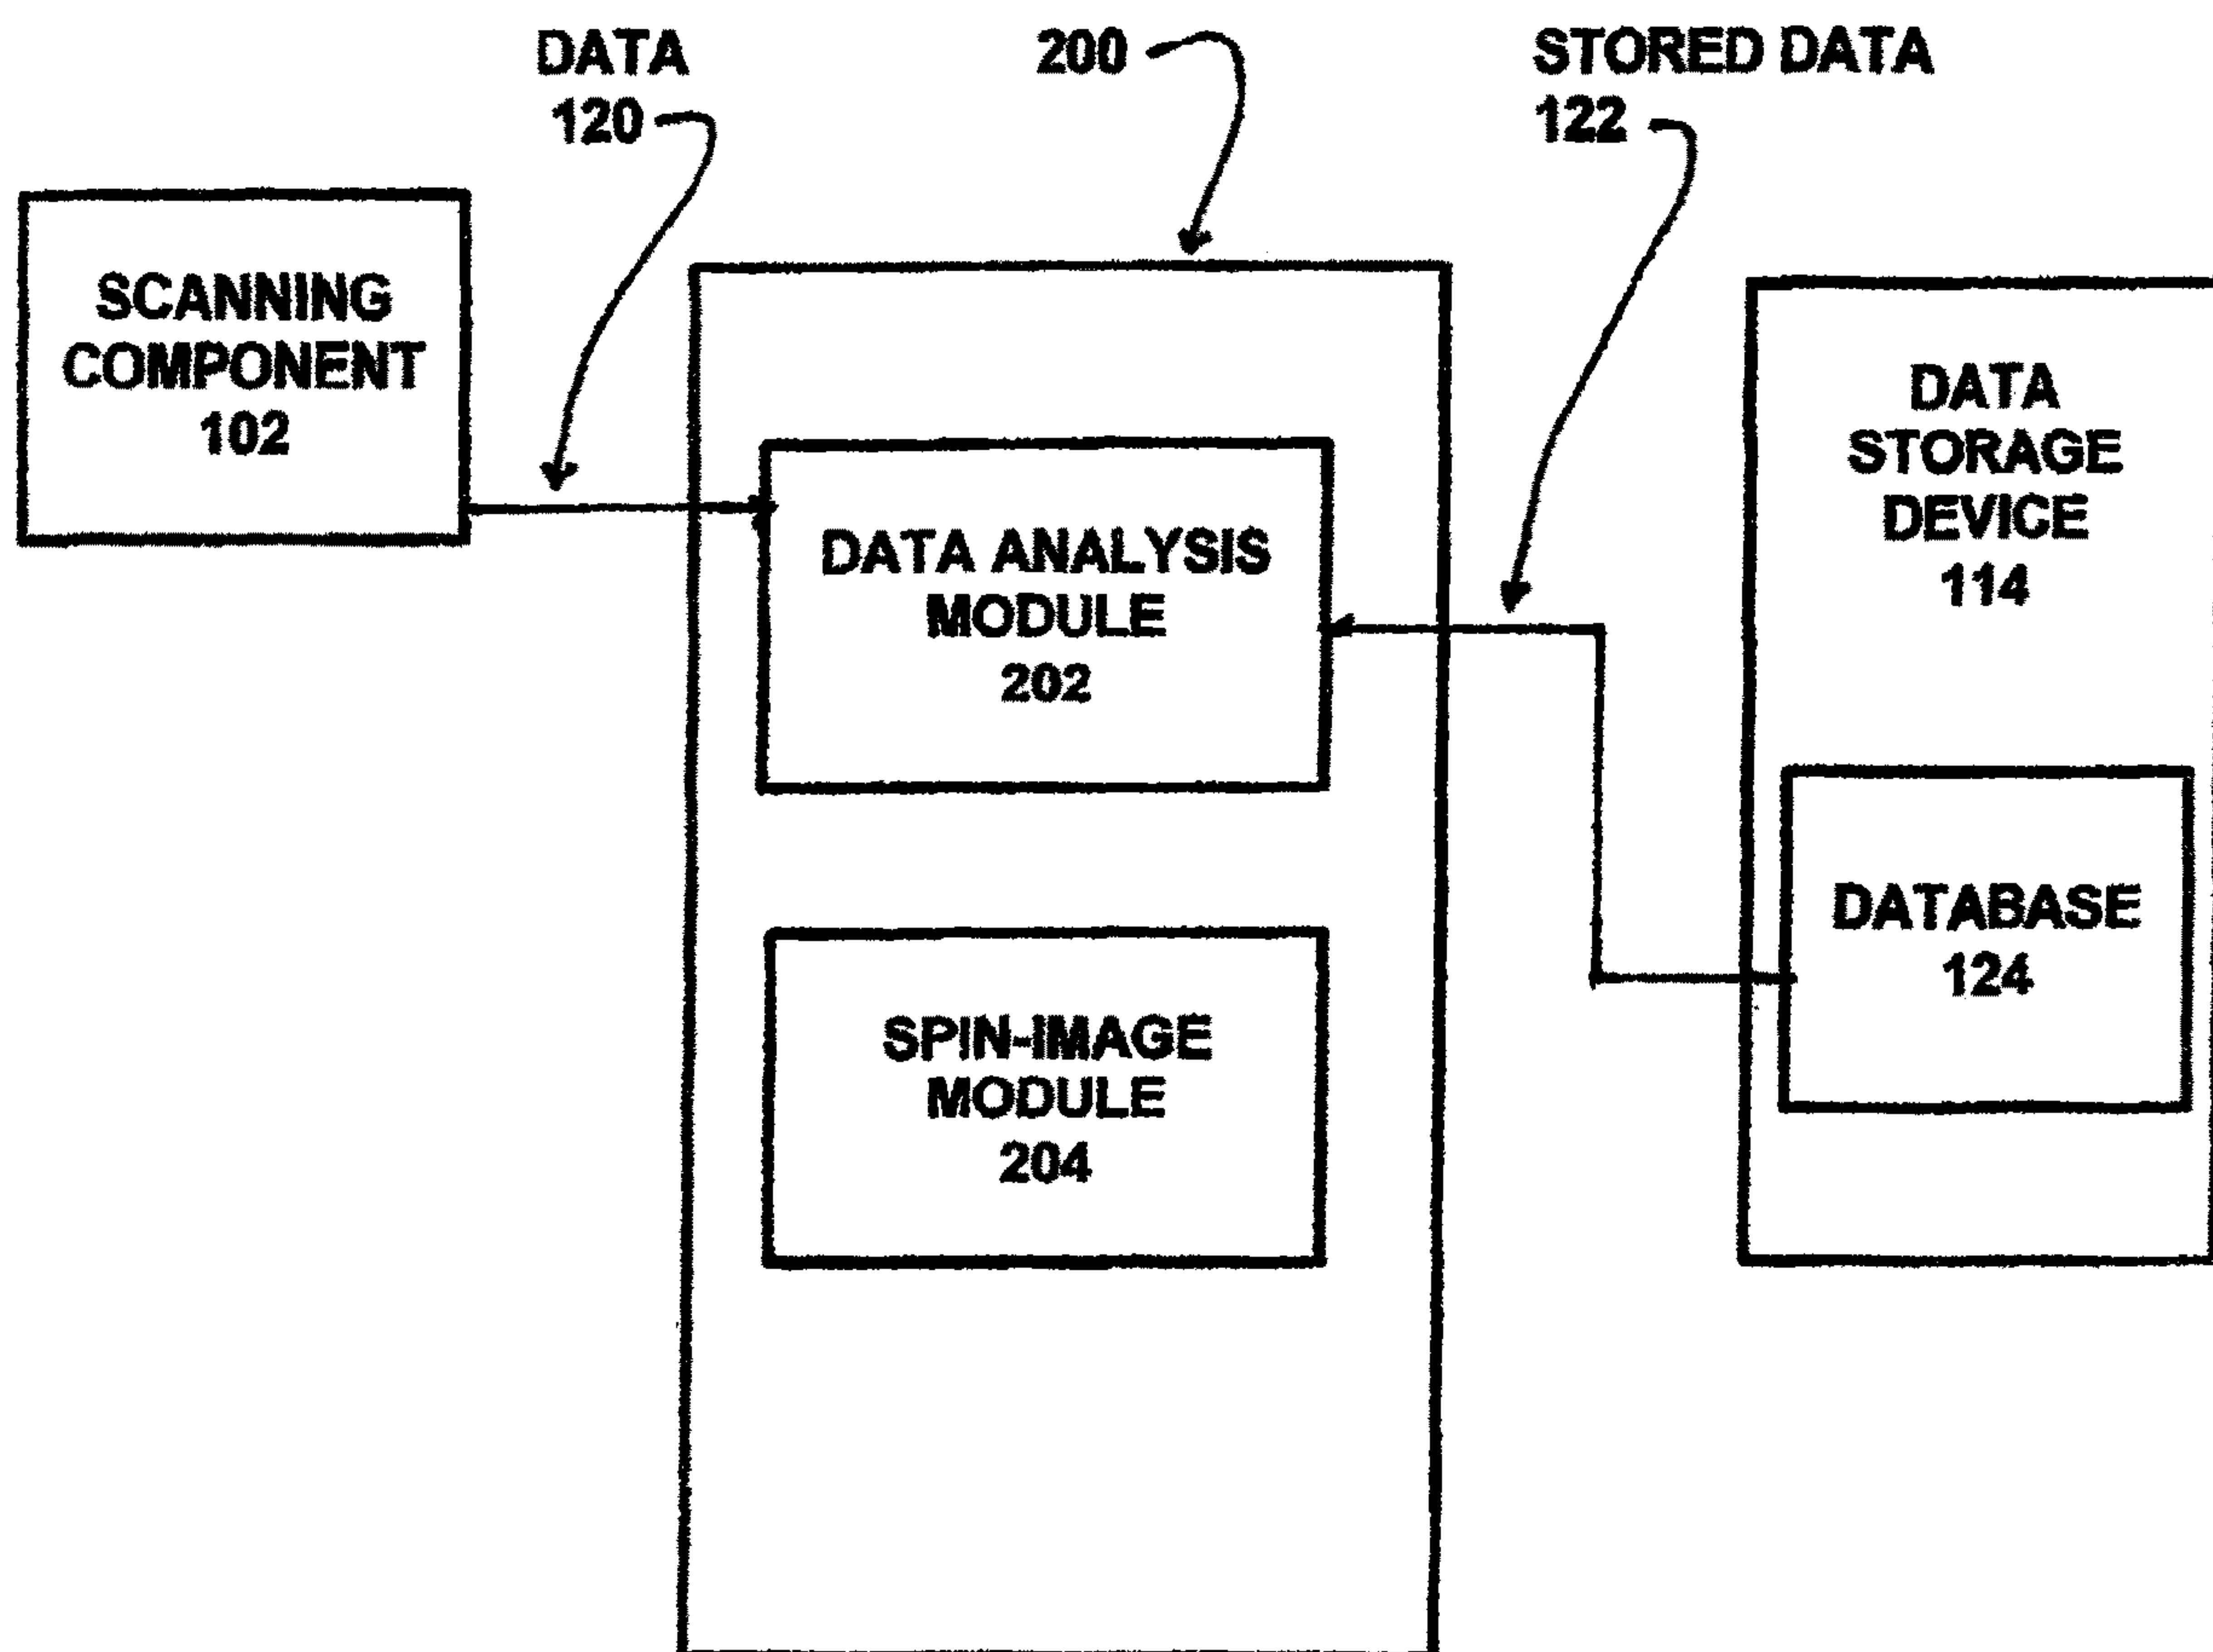 DATA
120
200
STORED DATA
122
SCANNING
COMPONENT
102
DATA ANALYSIS
MODULE
202
SPIN-IMAGE
MODULE
204
DATA
STORAGE
DEVICE
114
DATABASE
124